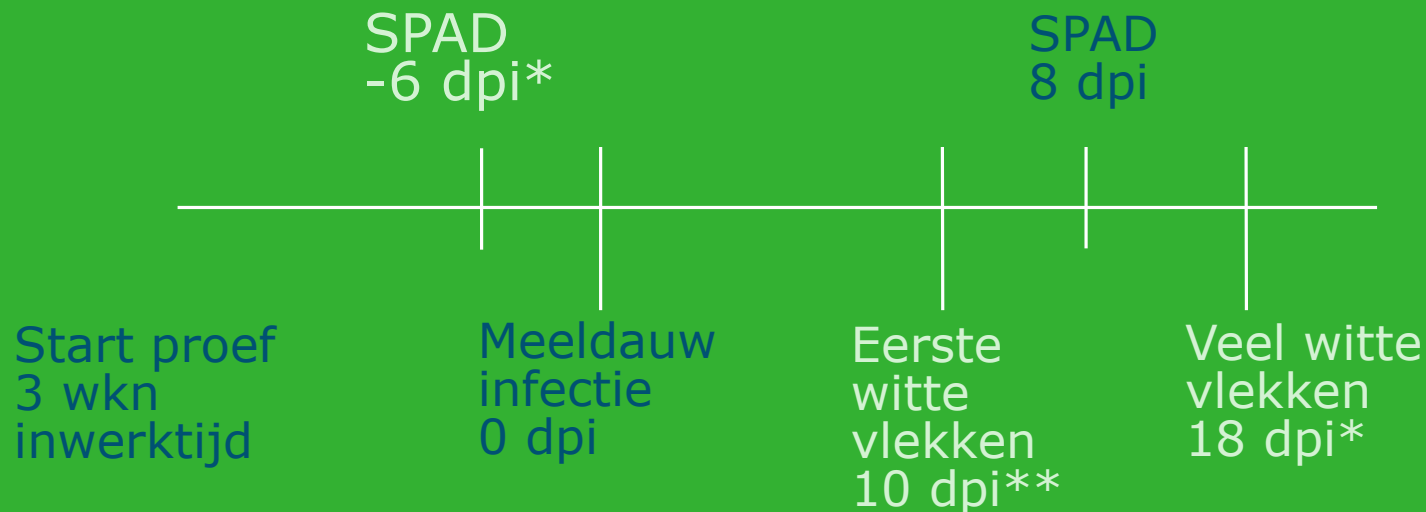 SPAD
-6 dpi*
SPAD
8 dpi
Start proef
3 wkn
inwerktijd
Meeldauw
infectie
0 dpi
Eerste
witte
vlekken
10 dpi**
Veel witte
vlekken
18 dpi*